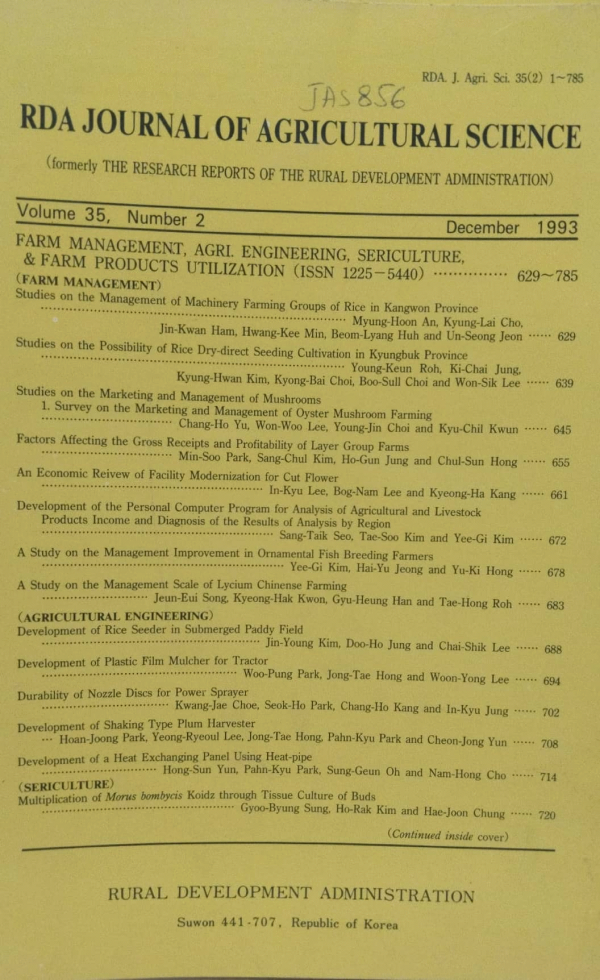 RDA. J. Agri. Sci. 35(2) 1~785
JAS 856
RDA JOURNAL OF AGRICULTURAL SCIENCE
(formerly THE RESEARCH REPORTS OF THE RURAL DEVELOPMENT ADMINISTRATION)
Volume 35, Number 2
December 1993
FARM MANAGEMENT, AGRI. ENGINEERING, SERICULTURE,
& FARM PRODUCTS UTILIZATION (ISSN 1225-5440) ·············· 629~785
(FARM MANAGEMENT)
Studies on the Management of Machinery Farming Groups of Rice in Kangwon Province
·············· Myung-Hoon An, Kyung-Lai Cho,
Jin-Kwan Ham, Hwang-Kee Min, Beom-Lyang Huh and Un-Seong Jeon ······ 629
Studies on the Possibility of Rice Dry-direct Seeding Cultivation in Kyungbuk Province
·············· Young-Keun Roh, Ki-Chai Jung,
Kyung-Hwan Kim, Kyong-Bai Choi, Boo-Sull Choi and Won-Sik Lee ······ 639
Studies on the Marketing and Management of Mushrooms
1. Survey on the Marketing and Management of Oyster Mushroom Farming
·············· Chang-Ho Yu, Won-Woo Lee, Young-Jin Choi and Kyu-Chil Kwun ······ 645
Factors Affecting the Gross Receipts and Profitability of Layer Group Farms
·············· Min-Soo Park, Sang-Chul Kim, Ho-Gun Jung and Chul-Sun Hong ······ 655
An Economic Reivew of Facility Modernization for Cut Flower
·············· In-Kyu Lee, Bog-Nam Lee and Kyeong-Ha Kang ······ 661
Development of the Personal Computer Program for Analysis of Agricultural and Livestock
Products Income and Diagnosis of the Results of Analysis by Region
·············· Sang-Taik Seo, Tae-Soo Kim and Yee-Gi Kim ······ 672
A Study on the Management Improvement in Ornamental Fish Breeding Farmers
·············· Yee-Gi Kim, Hai-Yu Jeong and Yu-Ki Hong ······ 678
A Study on the Management Scale of Lycium Chinense Farming
·············· Jeun-Eui Song, Kyeong-Hak Kwon, Gyu-Heung Han and Tae-Hong Roh ······ 683
(AGRICULTURAL ENGINEERING)
Development of Rice Seeder in Submerged Paddy Field
·············· Jin-Young Kim, Doo-Ho Jung and Chai-Shik Lee ······ 688
Development of Plastic Film Mulcher for Tractor
·············· Woo-Pung Park, Jong-Tae Hong and Woon-Yong Lee ······ 694
Durability of Nozzle Discs for Power Sprayer
·············· Kwang-Jae Choe, Seok-Ho Park, Chang-Ho Kang and In-Kyu Jung ······ 702
Development of Shaking Type Plum Harvester
··· Hoan-Joong Park, Yeong-Ryeoul Lee, Jong-Tae Hong, Pahn-Kyu Park and Cheon-Jong Yun ······ 708
Development of a Heat Exchanging Panel Using Heat-pipe
·············· Hong-Sun Yun, Pahn-Kyu Park, Sung-Geun Oh and Nam-Hong Cho ······ 714
(SERICULTURE)
Multiplication of Morus bombycis Koidz through Tissue Culture of Buds
·············· Gyoo-Byung Sung, Ho-Rak Kim and Hae-Joon Chung ······ 720
(Continued inside cover)
RURAL DEVELOPMENT ADMINISTRATION
Suwon 441-707, Republic of Korea